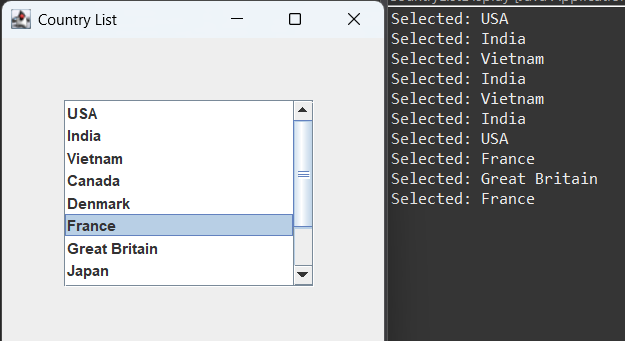 Country List
USA
India
Vietnam
Canada
Denmark
France
Great Britain
Japan
Selected: USA
Selected: India
Selected: Vietnam
Selected: India
Selected: Vietnam
Selected: India
Selected: USA
Selected: France
Selected: Great Britain
Selected: France